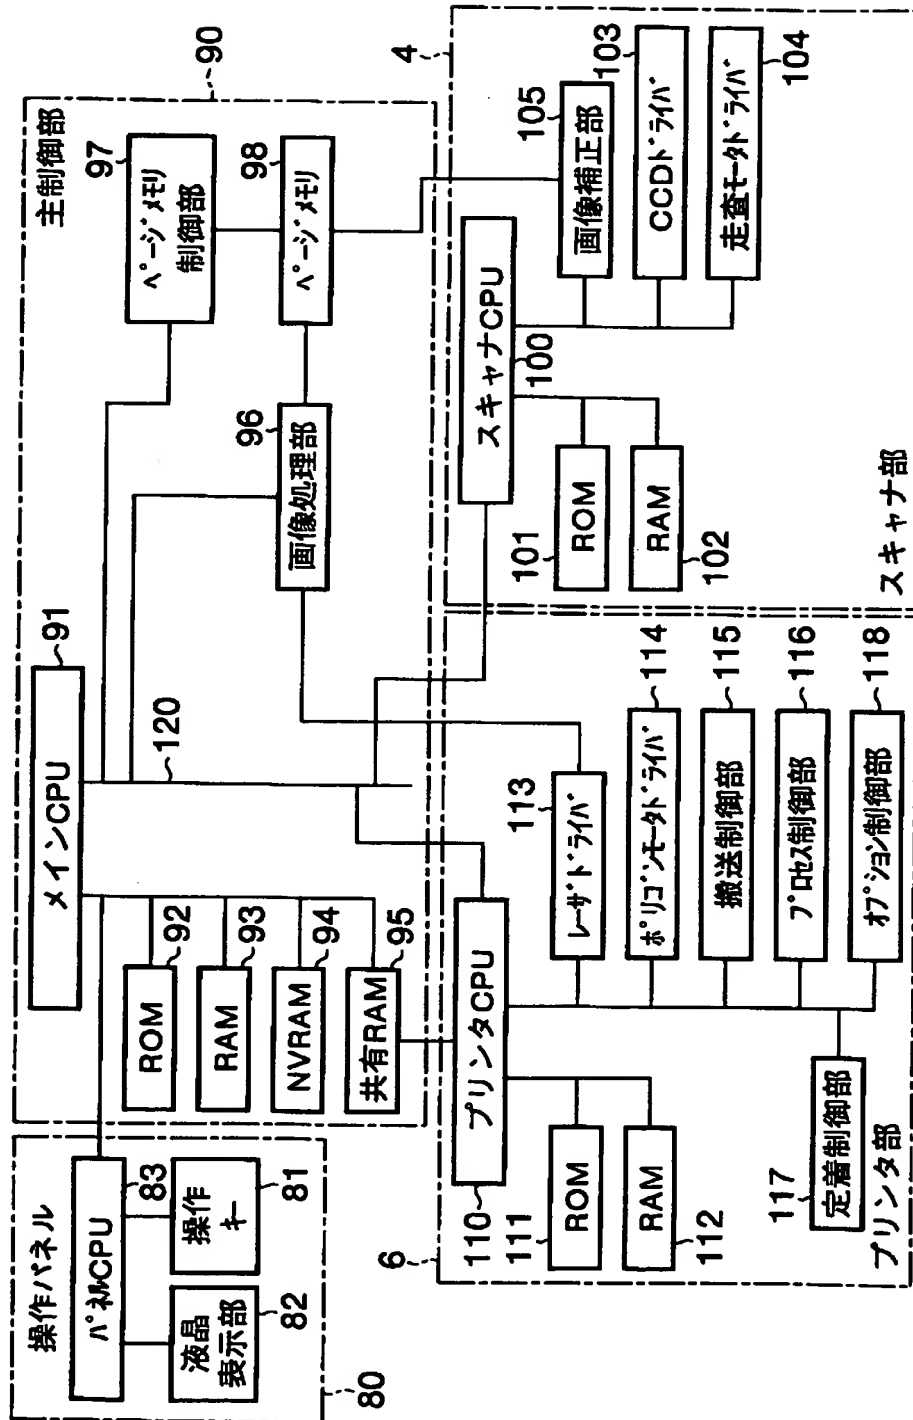 操作パネル
パネルCPU
83
液晶
表示部
82
操作
キー
81
80
主制御部
90
メインCPU
91
ROM
92
RAM
93
NVRAM
94
共有RAM
95
120
画像処理部
96
ページメモリ
制御部
97
ページメモリ
98
6
プリンタCPU
110
ROM
111
RAM
112
レーザドライバ
113
ポリゴンモータドライバ
114
搬送制御部
115
プロセス制御部
116
定着制御部
117
オプション制御部
118
プリンタ部
4
スキャナCPU
100
ROM
101
RAM
102
画像補正部
105
CCDドライバ
103
走査モータドライバ
104
スキャナ部